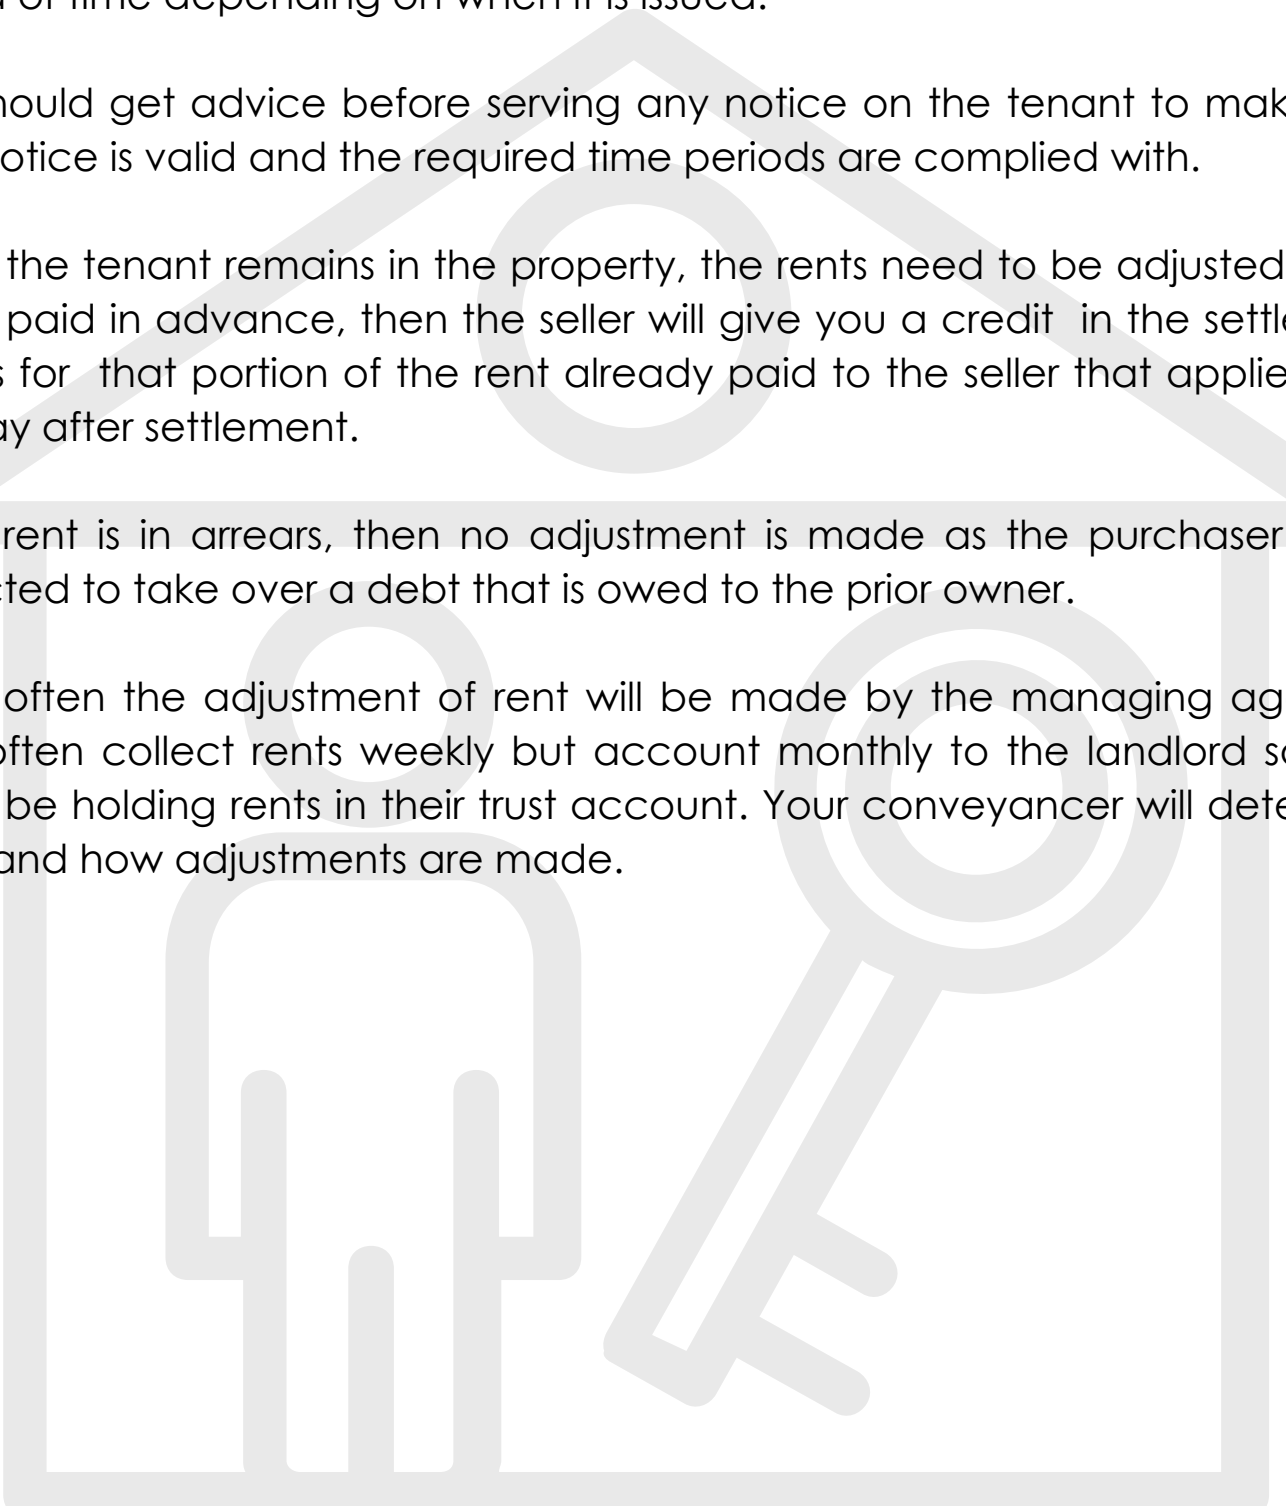 of time depending on when it is issued.
hould get advice before serving any notice on the tenant to mak
otice is valid and the required time periods are complied with.
the tenant remains in the property, the rents need to be adjusted
paid in advance, then the seller will give you a credit in the settle
s for that portion of the rent already paid to the seller that applie
ay after settlement.
rent is in arrears, then no adjustment is made as the purchaser
cted to take over a debt that is owed to the prior owner.
often the adjustment of rent will be made by the managing ag
often collect rents weekly but account monthly to the landlord so
be holding rents in their trust account. Your conveyancer will dete
and how adjustments are made.